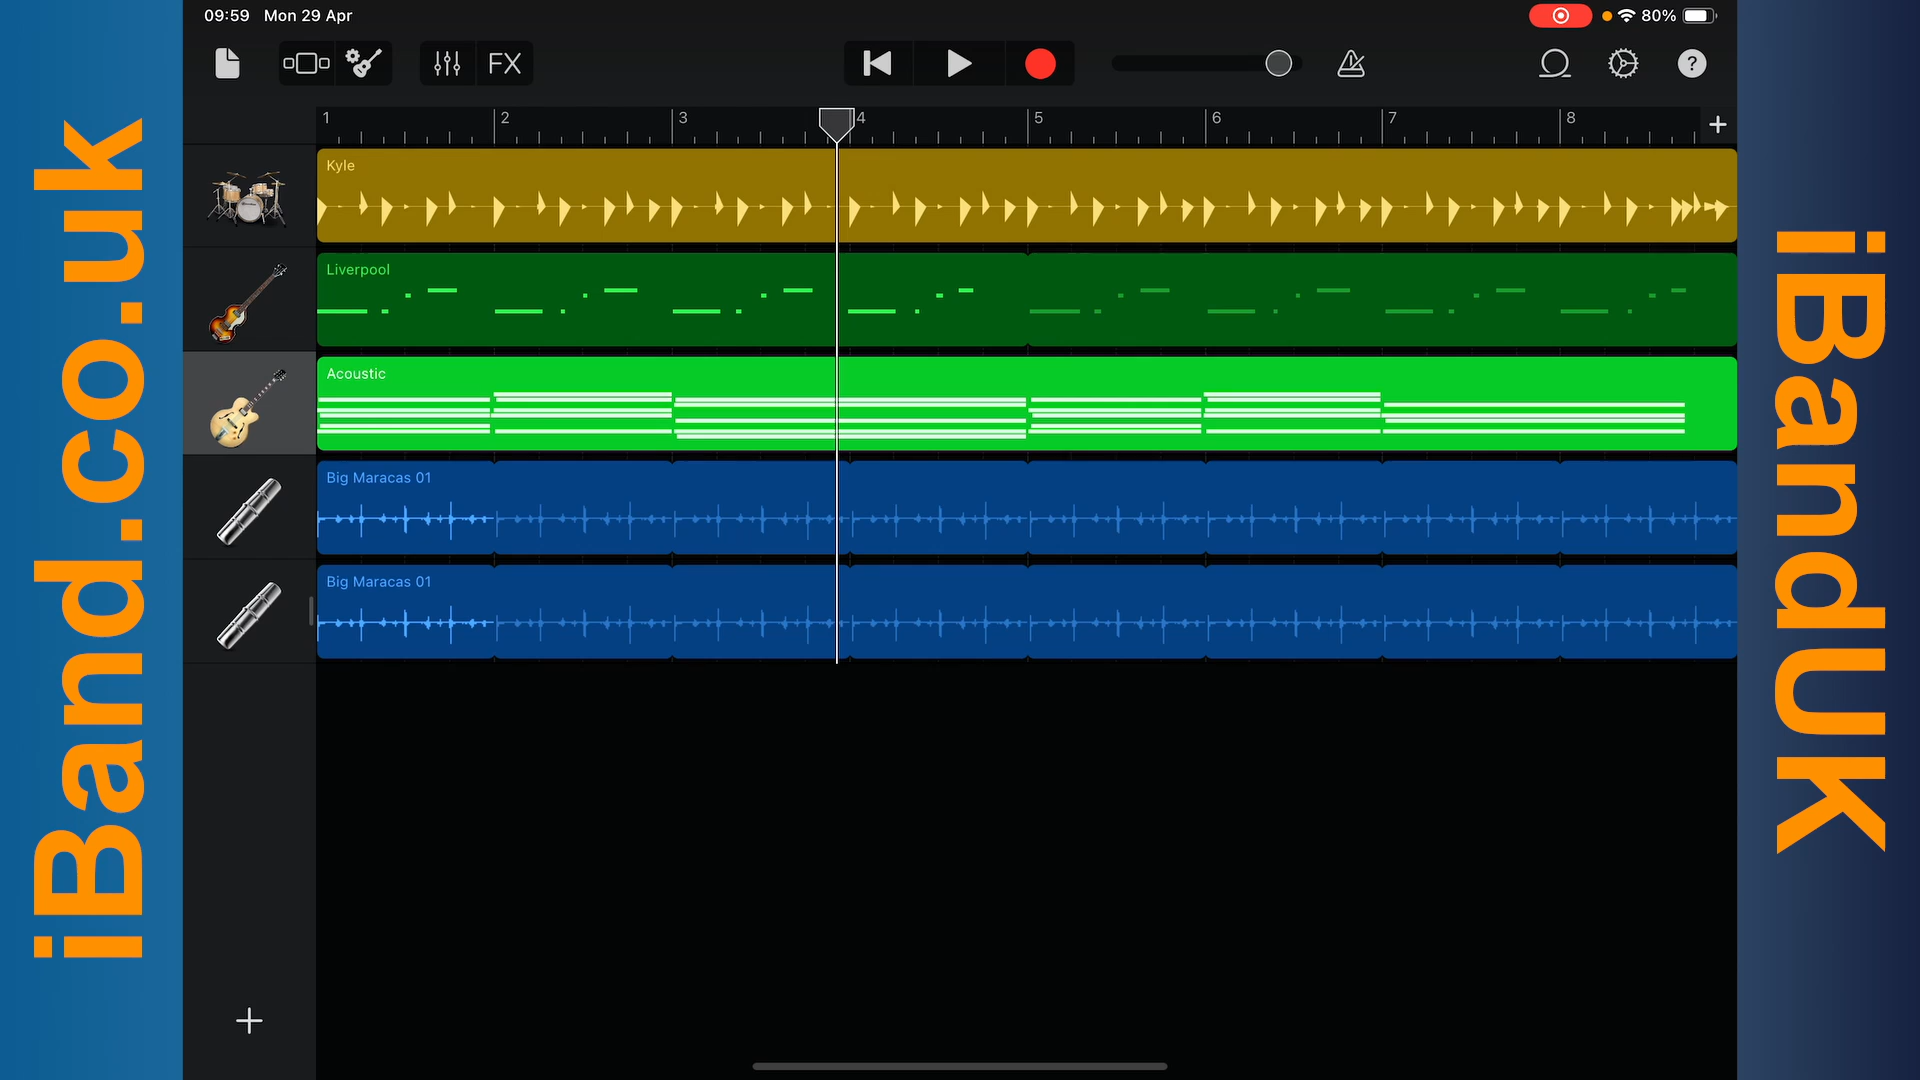 iBand.co.uk
09:59 Mon 29 Apr
80%
FX
?
1 2 3 4 5 6 7 8
Kyle
Liverpool
Acoustic
Big Maracas 01
Big Maracas 01
iBandUK